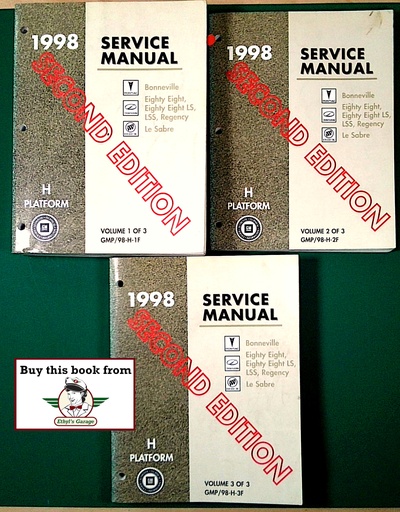 1998
SERVICE
MANUAL
Bonneville
Eighty Eight,
Eighty Eight LS,
LSS, Regency
Le Sabre
SECOND EDITION
H
PLATFORM
GM
VOLUME 1 OF 3
GMP/98-H-1F
1998
SERVICE
MANUAL
Bonneville
Eighty Eight,
Eighty Eight LS,
LSS, Regency
Le Sabre
SECOND EDITION
H
PLATFORM
GM
VOLUME 2 OF 3
GMP/98-H-2F
1998
SERVICE
MANUAL
Bonneville
Eighty Eight,
Eighty Eight LS,
LSS, Regency
Le Sabre
SECOND EDITION
H
PLATFORM
GM
VOLUME 3 OF 3
GMP/98-H-3F
Buy this book from
Ethyl's Garage